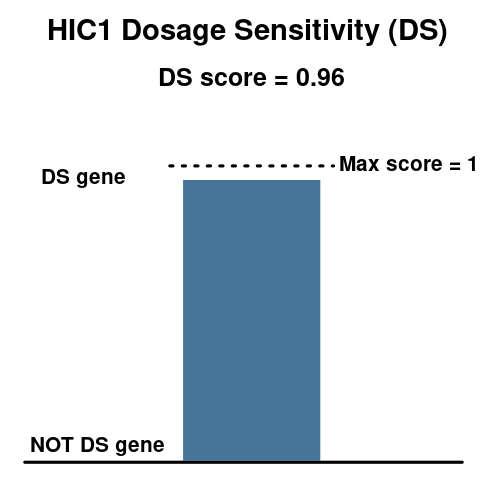 HIC1 Dosage Sensitivity (DS)
DS score = 0.96
Max score = 1
DS gene
NOT DS gene